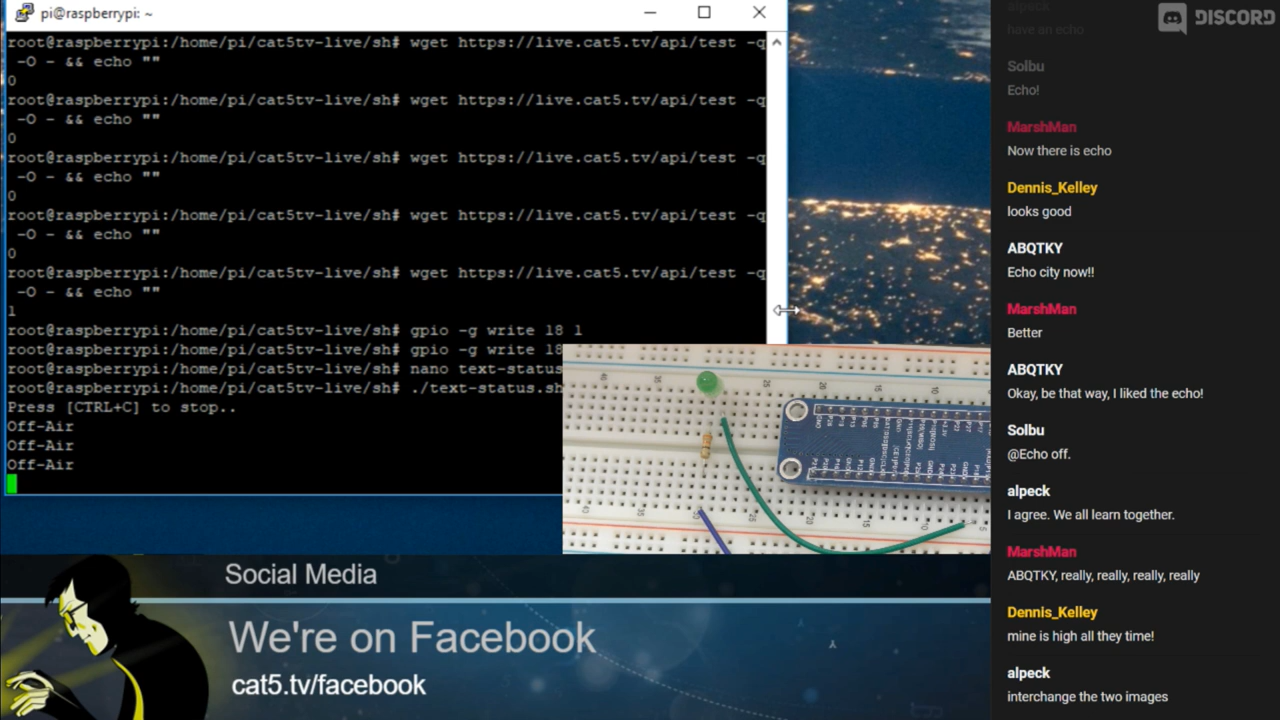 pi@raspberrypi: ~
root@raspberrypi:/home/pi/cat5tv-live/sh# wget https://live.cat5.tv/api/test -q
-O - && echo ""
0
root@raspberrypi:/home/pi/cat5tv-live/sh# wget https://live.cat5.tv/api/test -q
-O - && echo ""
0
root@raspberrypi:/home/pi/cat5tv-live/sh# wget https://live.cat5.tv/api/test -q
-O - && echo ""
0
root@raspberrypi:/home/pi/cat5tv-live/sh# wget https://live.cat5.tv/api/test -q
-O - && echo ""
0
root@raspberrypi:/home/pi/cat5tv-live/sh# wget https://live.cat5.tv/api/test -q
-O - && echo ""
1
root@raspberrypi:/home/pi/cat5tv-live/sh# gpio -g write 18 1
root@raspberrypi:/home/pi/cat5tv-live/sh# gpio -g write 18
root@raspberrypi:/home/pi/cat5tv-live/sh# nano text-status
root@raspberrypi:/home/pi/cat5tv-live/sh# ./text-status.sh
Press [CTRL+C] to stop..
Off-Air
Off-Air
Off-Air
Social Media
We're on Facebook
cat5.tv/facebook
DISCORD
alpeck
have an echo
Solbu
Echo!
MarshMan
Now there is echo
Dennis_Kelley
looks good
ABQTKY
Echo city now!!
MarshMan
Better
ABQTKY
Okay, be that way, I liked the echo!
Solbu
@Echo off.
alpeck
I agree. We all learn together.
MarshMan
ABQTKY, really, really, really, really
Dennis_Kelley
mine is high all they time!
alpeck
interchange the two images